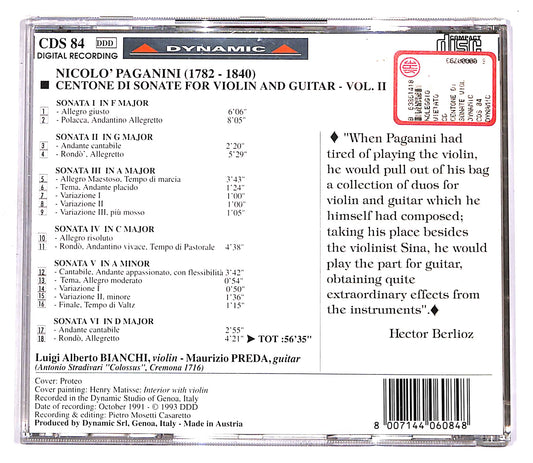 CDS 84 DDD
DIGITAL RECORDING
DYNAMIC
COMPACT
disc
DIGITAL AUDIO
NICOLO' PAGANINI (1782 - 1840)
CENTONE DI SONATE FOR VIOLIN AND GUITAR - VOL. II
SONATA I IN F MAJOR
1 - Allegro giusto 6'06"
2 - Polacca, Andantino Allegretto 8'05"
SONATA II IN G MAJOR
3 - Andante cantabile 2'20"
4 - Rondò, Allegretto 5'29"
SONATA III IN A MAJOR
5 - Allegro Maestoso, Tempo di marcia 3'43"
6 - Tema, Andante placido 1'24"
7 - Variazione I 1'00"
8 - Variazione II 1'00"
9 - Variazione III, più mosso 1'05"
SONATA IV IN C MAJOR
10 - Allegro risoluto
11 - Rondò, Andantino vivace, Tempo di Pastorale 4'38"
SONATA V IN A MINOR
12 - Cantabile, Andante appassionato, con flessibilità 3'42"
13 - Tema, Allegro moderato 0'54"
14 - Variazione I 0'50"
15 - Variazione II, minore 1'36"
16 - Finale, Tempo di Valtz 1'15"
SONATA VI IN D MAJOR
17 - Andante cantabile 2'55"
18 - Rondò, Allegretto 4'21" ➤ TOT :56'35"
Luigi Alberto BIANCHI, violin - Maurizio PREDA, guitar
(Antonio Stradivari "Colossus", Cremona 1716)
Cover: Proteo
Cover painting: Henry Matisse: Interior with violin
Recorded in the Dynamic Studio of Genoa, Italy
Date of recording: October 1991 - © 1993 DDD
Recording & editing: Pietro Mosetti Casaretto
Produced by Dynamic Srl, Genoa, Italy - Made in Austria
♦ "When Paganini had
tired of playing the violin,
he would pull out of his bag
a collection of duos for
violin and guitar which he
himself had composed;
taking his place besides
the violinist Sina, he would
play the part for guitar,
obtaining quite
extraordinary effects from
the instruments".♦
Hector Berlioz
NOLEGGIO
VIETATO
CENTONE DI
SONATE VIOL
DYNAMIC
CDS 84
DYNAMIC
8 007144 060848